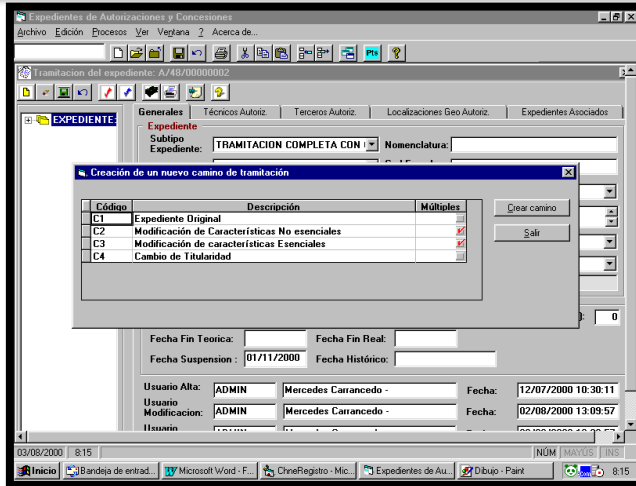 Expedientes de Autorizaciones y Concesiones
Archivo Edición Procesos Ver Ventana ? Acerca de...
Pts ?
Tramitacion del expediente: A/48/00000002
EXPEDIENTE:
Generales Técnicos Autoriz. Terceros Autoriz. Localizaciones Geo Autoriz. Expedientes Asociados
Expediente
Subtipo
Expediente: TRAMITACION COMPLETA CON Nomenclatura:
Creación de un nuevo camino de tramitación
Código Descripción Múltiples
C1 Expediente Original
C2 Modificación de Características No esenciales
C3 Modificación de características Esenciales
C4 Cambio de Titularidad
Crear camino
Salir
0
Fecha Fin Teorica: Fecha Fin Real:
Fecha Suspension : 01/11/2000 Fecha Histórico:
Usuario Alta: ADMIN Mercedes Carrancedo - Fecha: 12/07/2000 10:30:11
Usuario
Modificacion: ADMIN Mercedes Carrancedo - Fecha: 02/08/2000 13:09:57
Usuario
03/08/2000 8:15 NÚM MAYÚS INS
Inicio Bandeja de entrad... Microsoft Word - F... ChneRegistro - Mic... Expedientes de Au... Dibujo - Paint 8:15